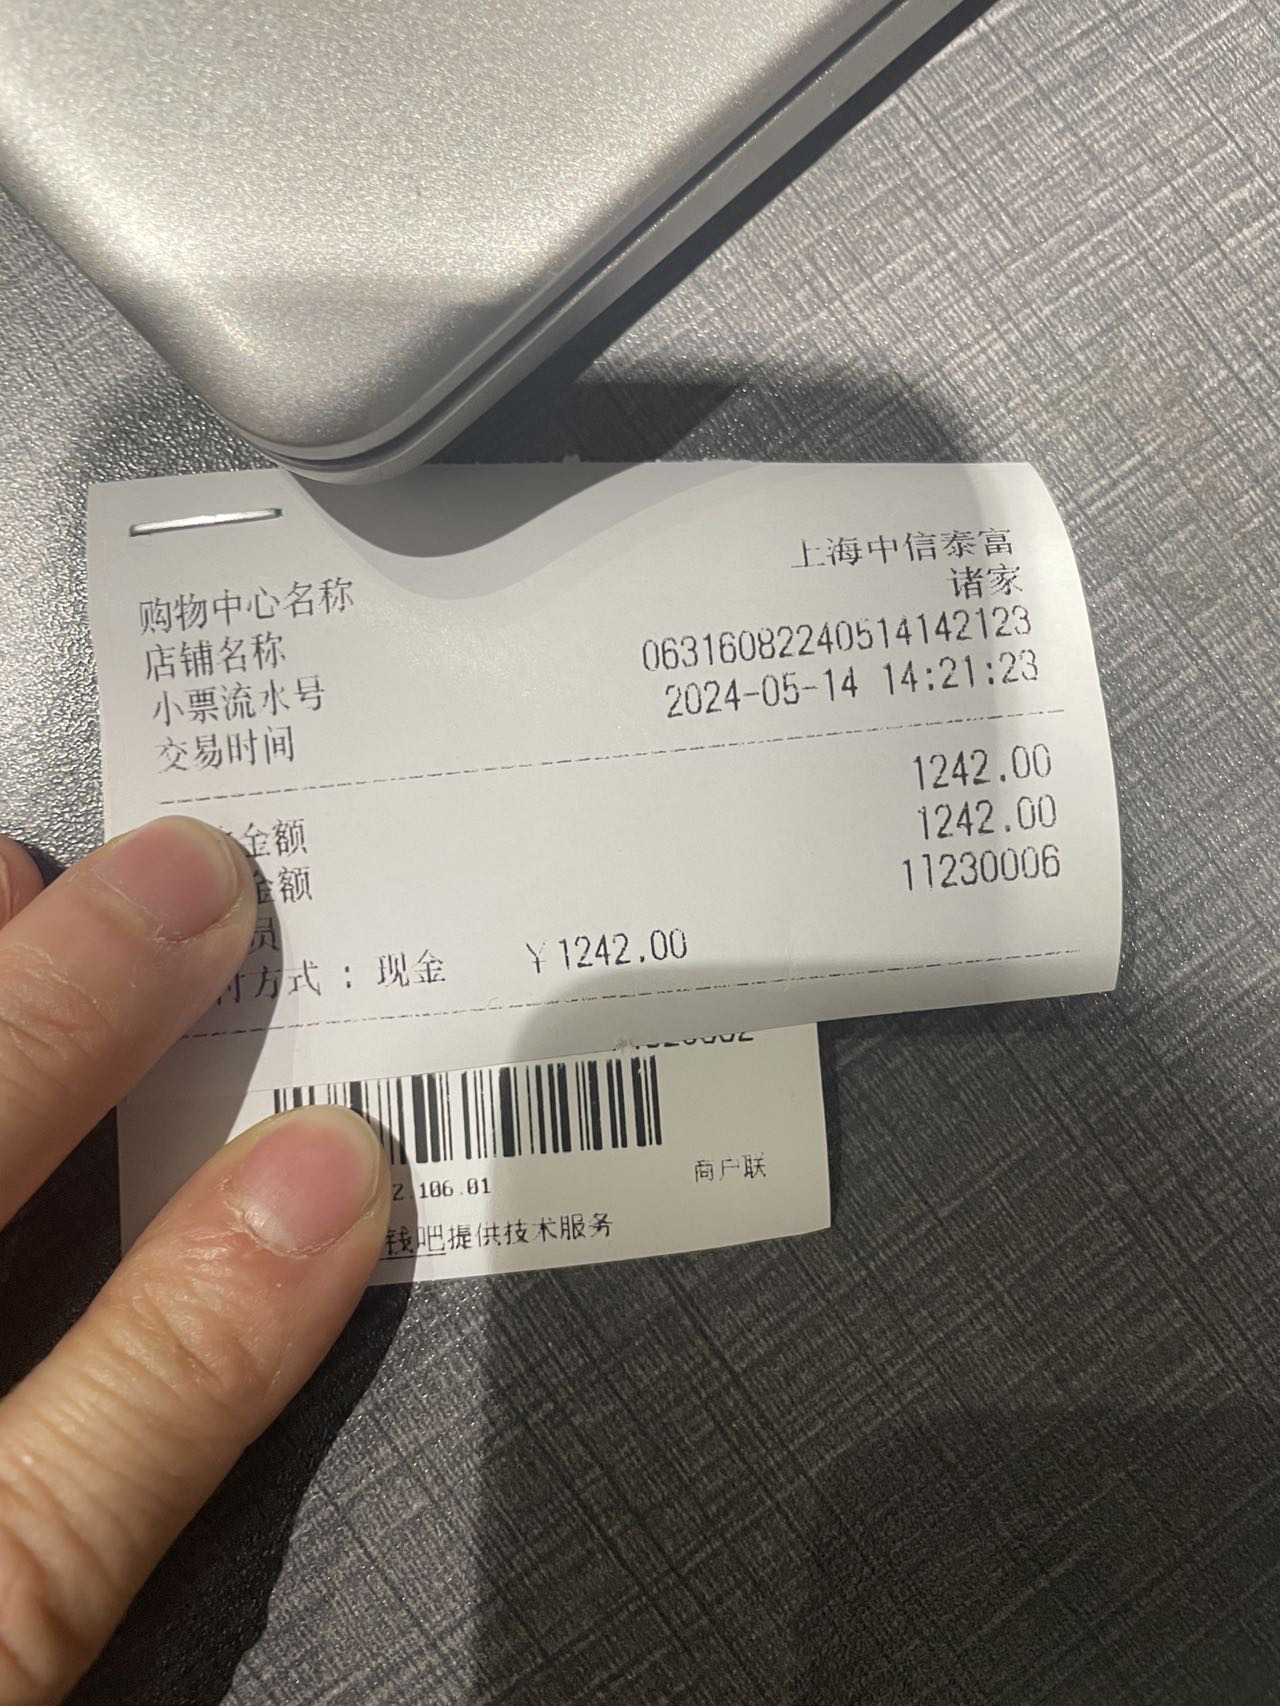 购物中心名称 上海中信泰富
店铺名称 诸家
小票流水号 06316082240514142123
交易时间 2024-05-14 14:21:23
金额 1242.00
金额 1242.00
员 11230006
付方式 : 现金 ¥1242.00
2.106.01 商户联
钱吧提供技术服务